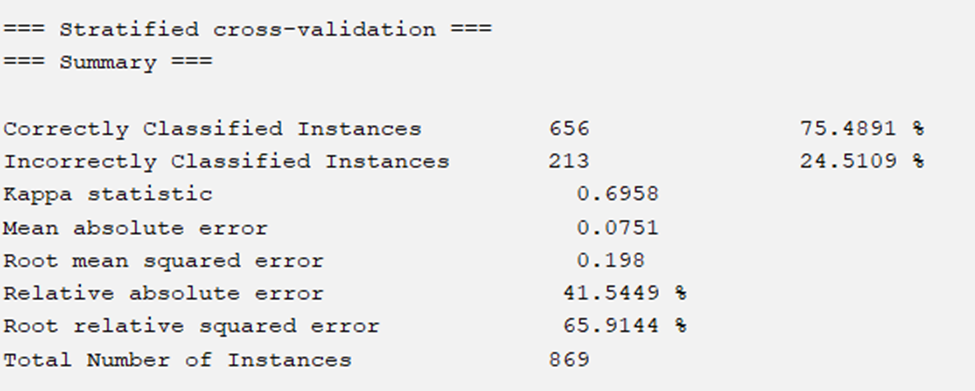 === Stratified cross-validation ===
=== Summary ===
Correctly Classified Instances 656 75.4891 %
Incorrectly Classified Instances 213 24.5109 %
Kappa statistic 0.6958
Mean absolute error 0.0751
Root mean squared error 0.198
Relative absolute error 41.5449 %
Root relative squared error 65.9144 %
Total Number of Instances 869